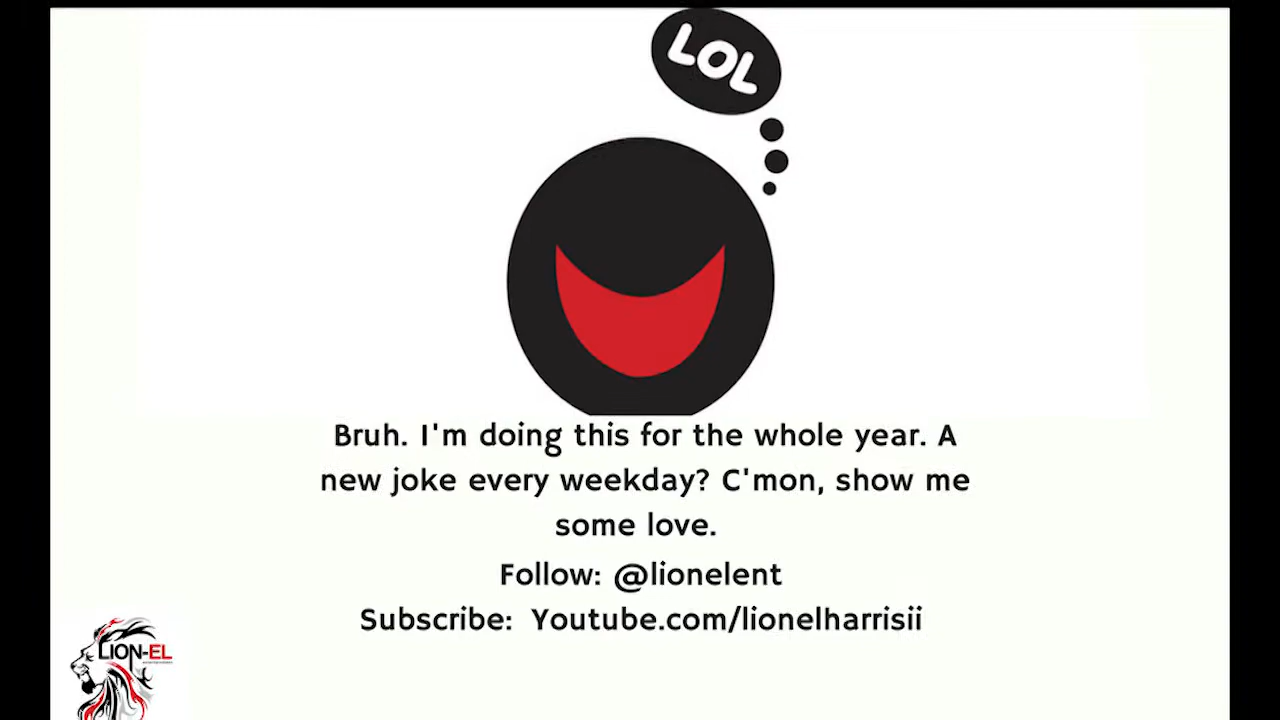 LOL
Bruh. I'm doing this for the whole year. A
new joke every weekday? C'mon, show me
some love.
Follow: @lionelent
Subscribe: Youtube.com/lionelharrisii
LION-EL